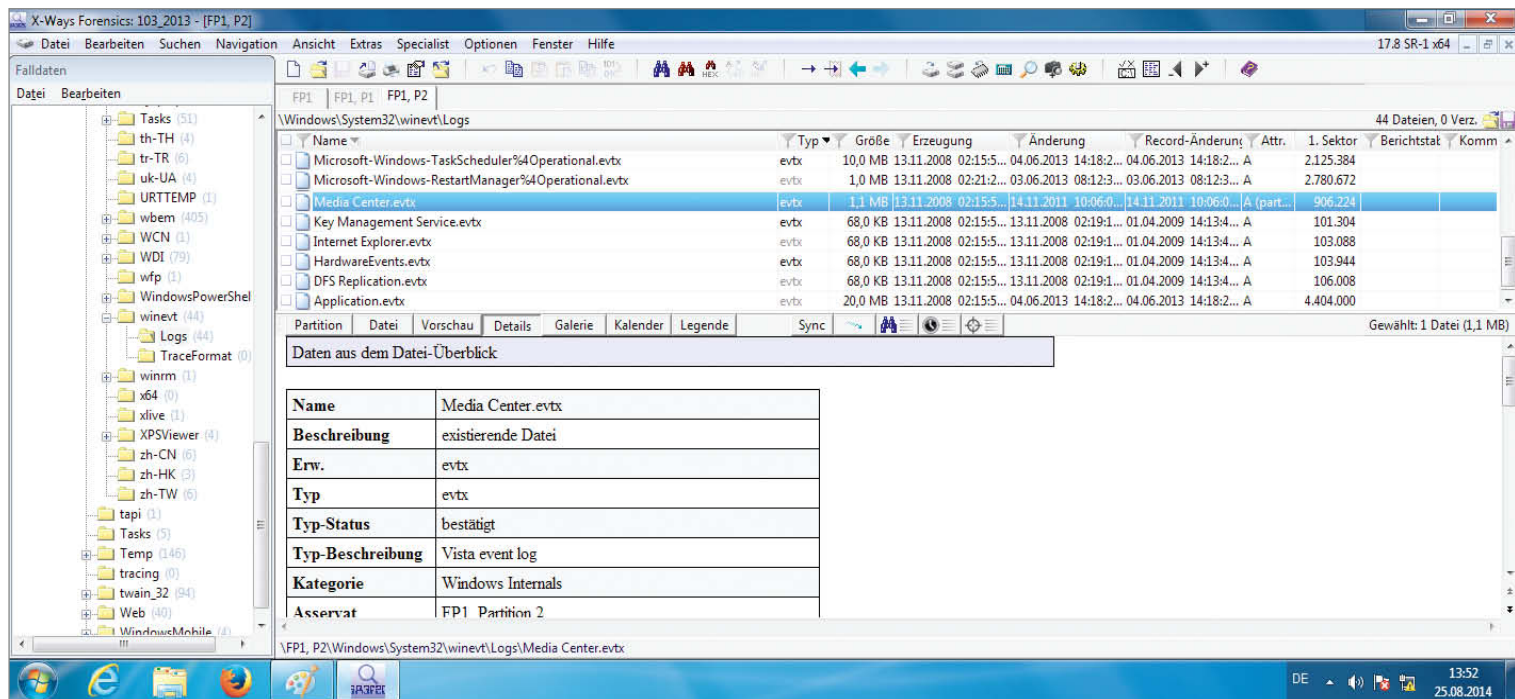 X-Ways Forensics: 103_2013 - [FP1, P2]
Datei Bearbeiten Suchen Navigation Ansicht Extras Specialist Optionen Fenster Hilfe 17.8 SR-1 x64
Falldaten
Datei Bearbeiten
Tasks (51)
th-TH (4)
tr-TR (6)
uk-UA (4)
URTTEMP (1)
wbem (405)
WCN (1)
WDI (79)
wfp (1)
WindowsPowerShel
winevt (44)
Logs (44)
TraceFormat (0)
winrm (1)
x64 (0)
xlive (1)
XPSViewer (4)
zh-CN (6)
zh-HK (3)
zh-TW (6)
tapi (1)
Tasks (5)
Temp (146)
tracing (0)
twain_32 (94)
Web (40)
WindowsMobile (4)
FP1 FP1, P1 FP1, P2
\Windows\System32\winevt\Logs 44 Dateien, 0 Verz.
Name Typ Größe Erzeugung Änderung Record-Änderung Attr. 1. Sektor Berichtstat Komm
Microsoft-Windows-TaskScheduler%4Operational.evtx evtx 10,0 MB 13.11.2008 02:15:5... 04.06.2013 14:18:2... 04.06.2013 14:18:2... A 2.125.384
Microsoft-Windows-RestartManager%4Operational.evtx evtx 1,0 MB 13.11.2008 02:21:2... 03.06.2013 08:12:3... 03.06.2013 08:12:3... A 2.780.672
Media Center.evtx evtx 1,1 MB 13.11.2008 02:15:5... 14.11.2011 10:06:0... 14.11.2011 10:06:0... A (part... 906.224
Key Management Service.evtx evtx 68,0 KB 13.11.2008 02:15:5... 13.11.2008 02:19:1... 01.04.2009 14:13:4... A 101.304
Internet Explorer.evtx evtx 68,0 KB 13.11.2008 02:15:5... 13.11.2008 02:19:1... 01.04.2009 14:13:4... A 103.088
HardwareEvents.evtx evtx 68,0 KB 13.11.2008 02:15:5... 13.11.2008 02:19:1... 01.04.2009 14:13:4... A 103.944
DFS Replication.evtx evtx 68,0 KB 13.11.2008 02:15:5... 13.11.2008 02:19:1... 01.04.2009 14:13:4... A 106.008
Application.evtx evtx 20,0 MB 13.11.2008 02:15:5... 04.06.2013 14:18:2... 04.06.2013 14:18:2... A 4.404.000
Partition Datei Vorschau Details Galerie Kalender Legende Sync Gewählt: 1 Datei (1,1 MB)
Daten aus dem Datei-Überblick
Name Media Center.evtx
Beschreibung existierende Datei
Erw. evtx
Typ evtx
Typ-Status bestätigt
Typ-Beschreibung Vista event log
Kategorie Windows Internals
Asservat FP1, Partition 2
\FP1, P2\Windows\System32\winevt\Logs\Media Center.evtx
DE 13:52
25.08.2014